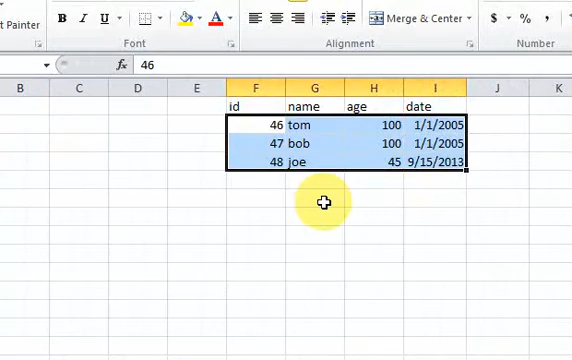 t Painter
B I U A
Merge & Center
$ % ,
Font
Alignment
Number
fx 46
B C D E F G H I J K
id name age date
46 tom 100 1/1/2005
47 bob 100 1/1/2005
48 joe 45 9/15/2013